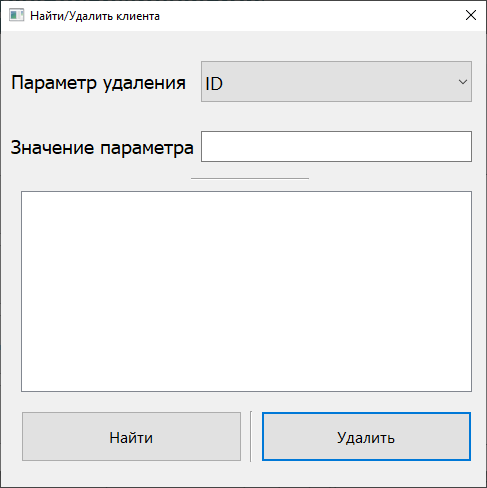 Найти/Удалить клиента
Параметр удаления
ID
Значение параметра
Найти
Удалить